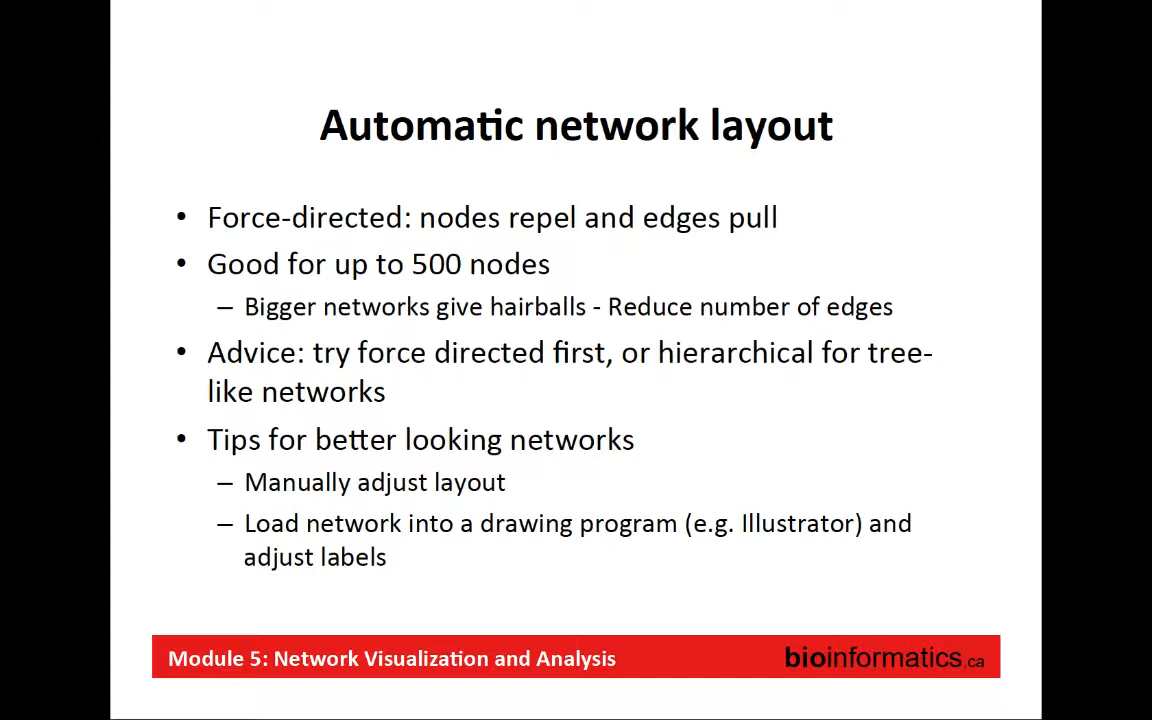 Automatic network layout
• Force-directed: nodes repel and edges pull
• Good for up to 500 nodes
– Bigger networks give hairballs - Reduce number of edges
• Advice: try force directed first, or hierarchical for tree-
like networks
• Tips for better looking networks
– Manually adjust layout
– Load network into a drawing program (e.g. Illustrator) and
adjust labels
Module 5: Network Visualization and Analysis
bioinformatics.ca